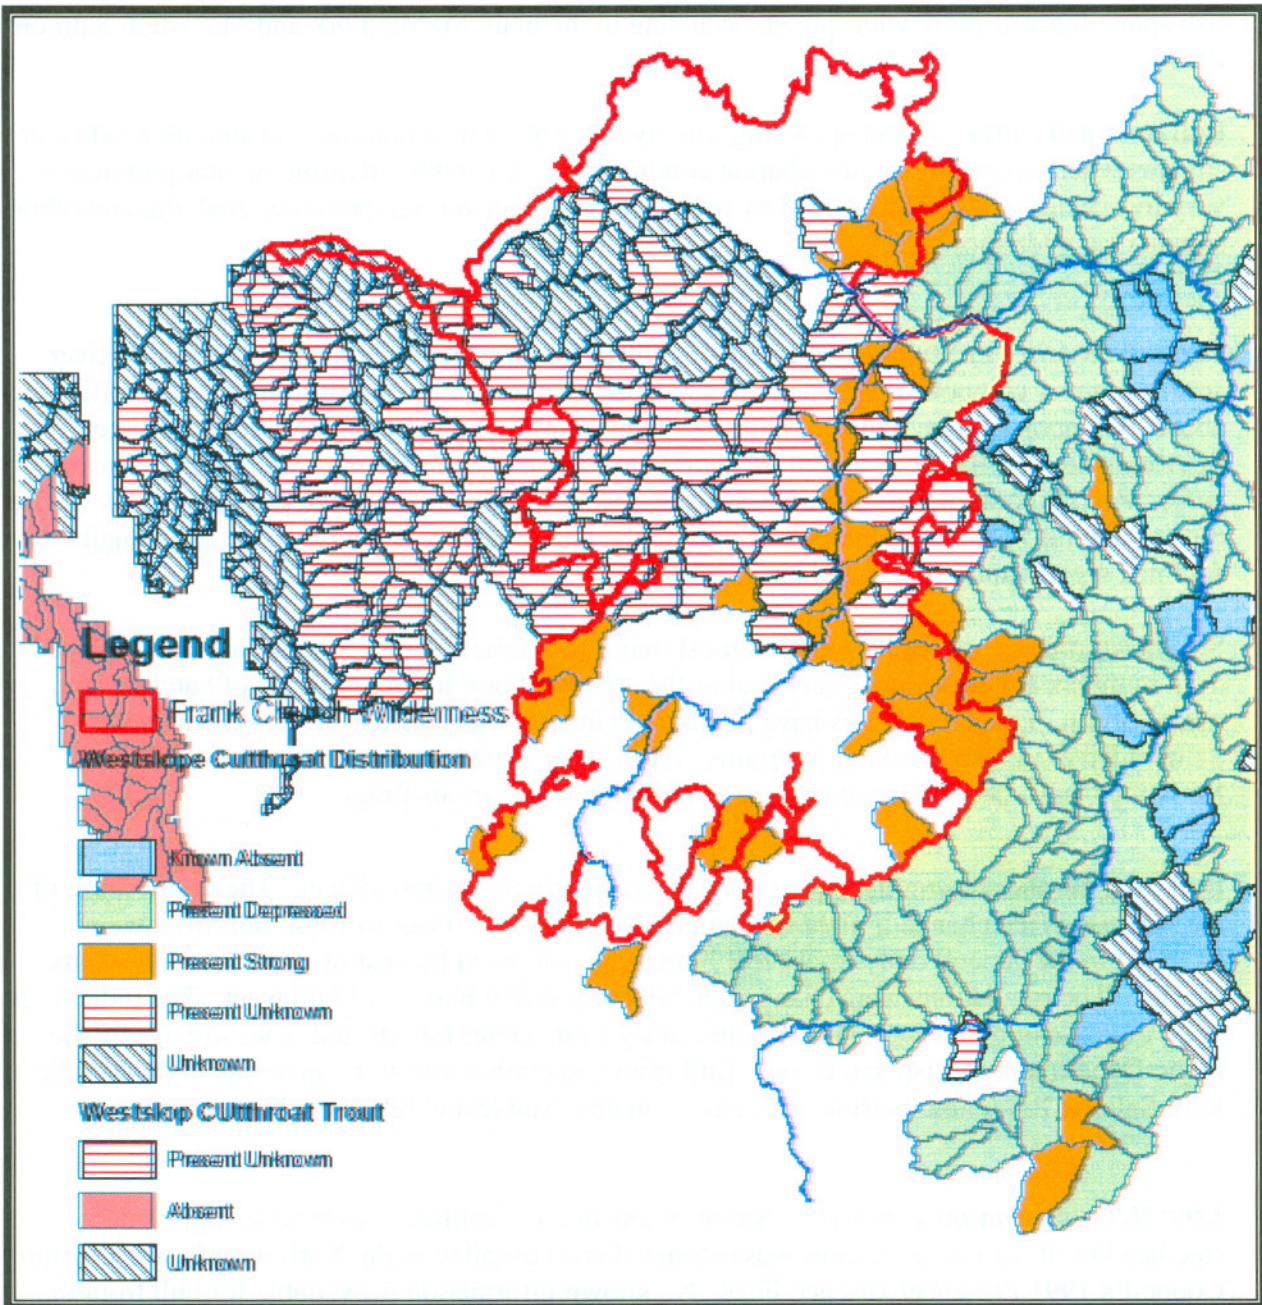 Legend
Frank Church Wilderness
Westslope Cutthroat Distribution
Known Absent
Present Depressed
Present Strong
Present Unknown
Unknown
Westslop CUtthroat Trout
Present Unknown
Absent
Unknown